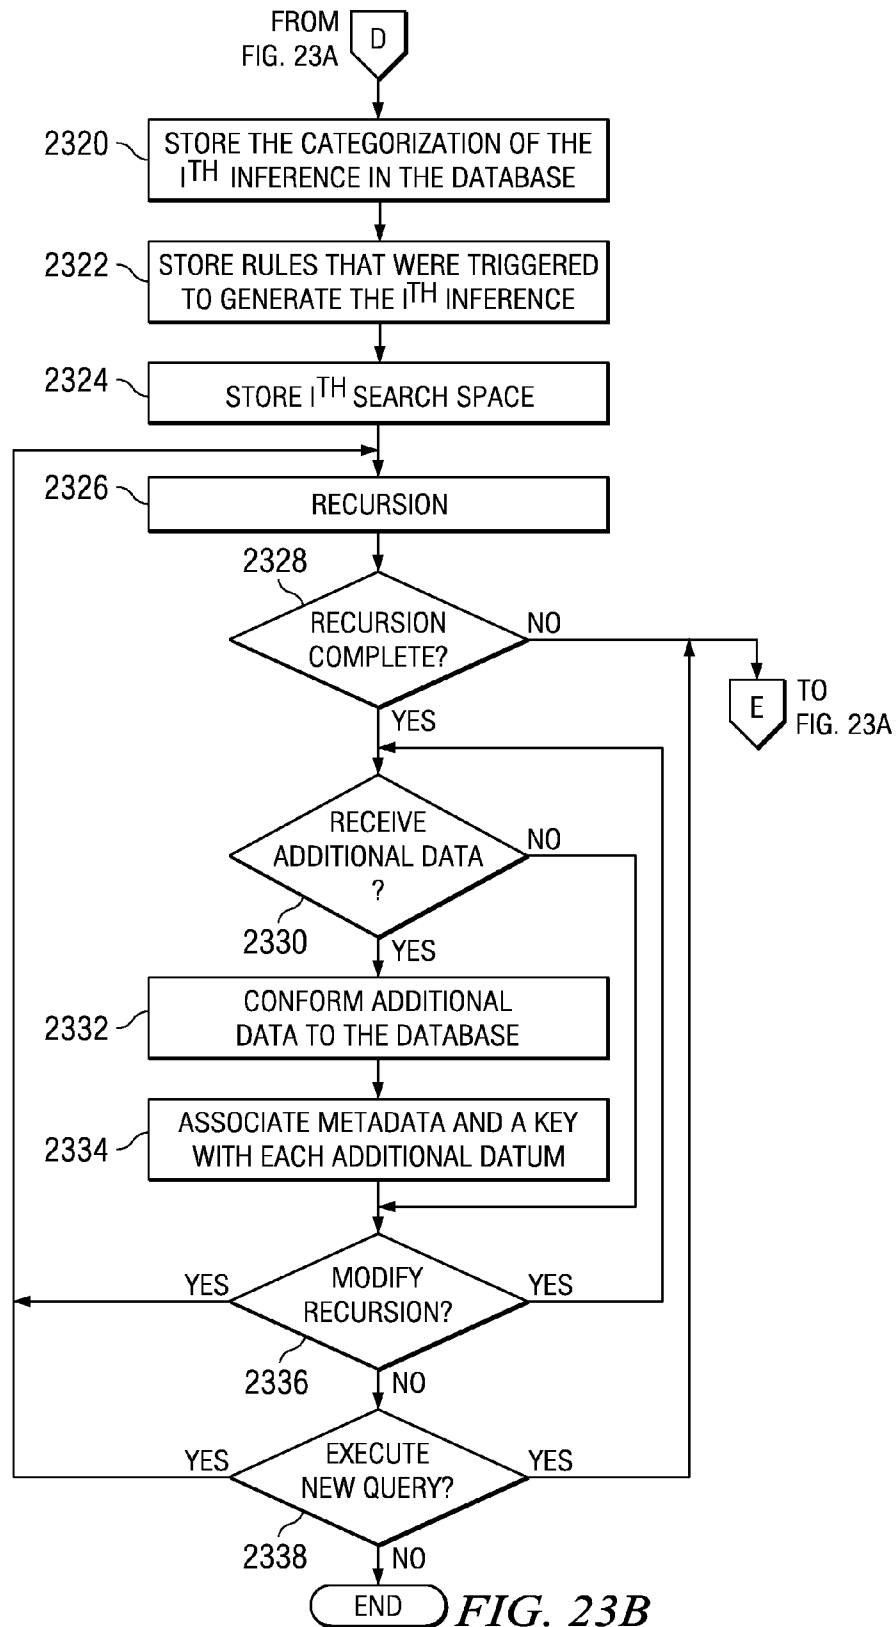 FROM
FIG. 23A
D
2320
STORE THE CATEGORIZATION OF THE
ITH INFERENCE IN THE DATABASE
2322
STORE RULES THAT WERE TRIGGERED
TO GENERATE THE ITH INFERENCE
2324
STORE ITH SEARCH SPACE
2326
RECURSION
2328
RECURSION
COMPLETE?
NO
YES
E
TO
FIG. 23A
RECEIVE
ADDITIONAL DATA
?
NO
2330
YES
2332
CONFORM ADDITIONAL
DATA TO THE DATABASE
2334
ASSOCIATE METADATA AND A KEY
WITH EACH ADDITIONAL DATUM
YES
MODIFY
RECURSION?
YES
2336
NO
YES
EXECUTE
NEW QUERY?
YES
2338
NO
END
FIG. 23B